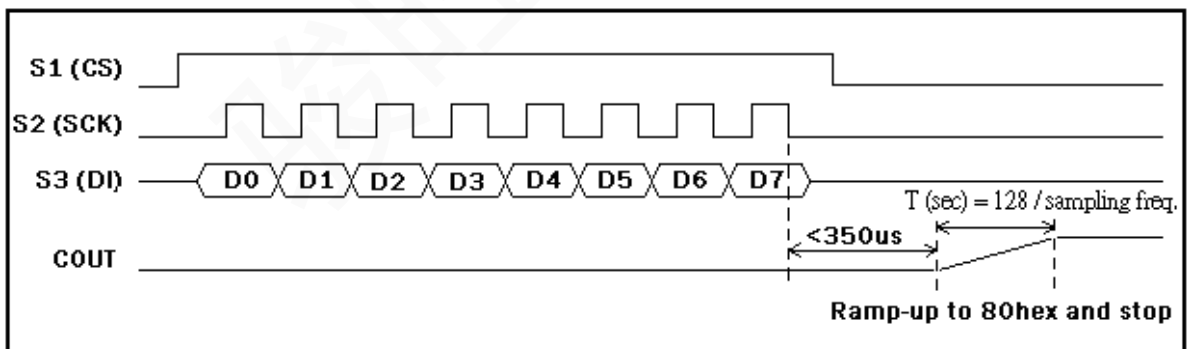 S1 (CS)
S2 (SCK)
S3 (DI)
D0 D1 D2 D3 D4 D5 D6 D7
T (sec) = 128 / sampling freq.
<350us
COUT
Ramp-up to 80hex and stop